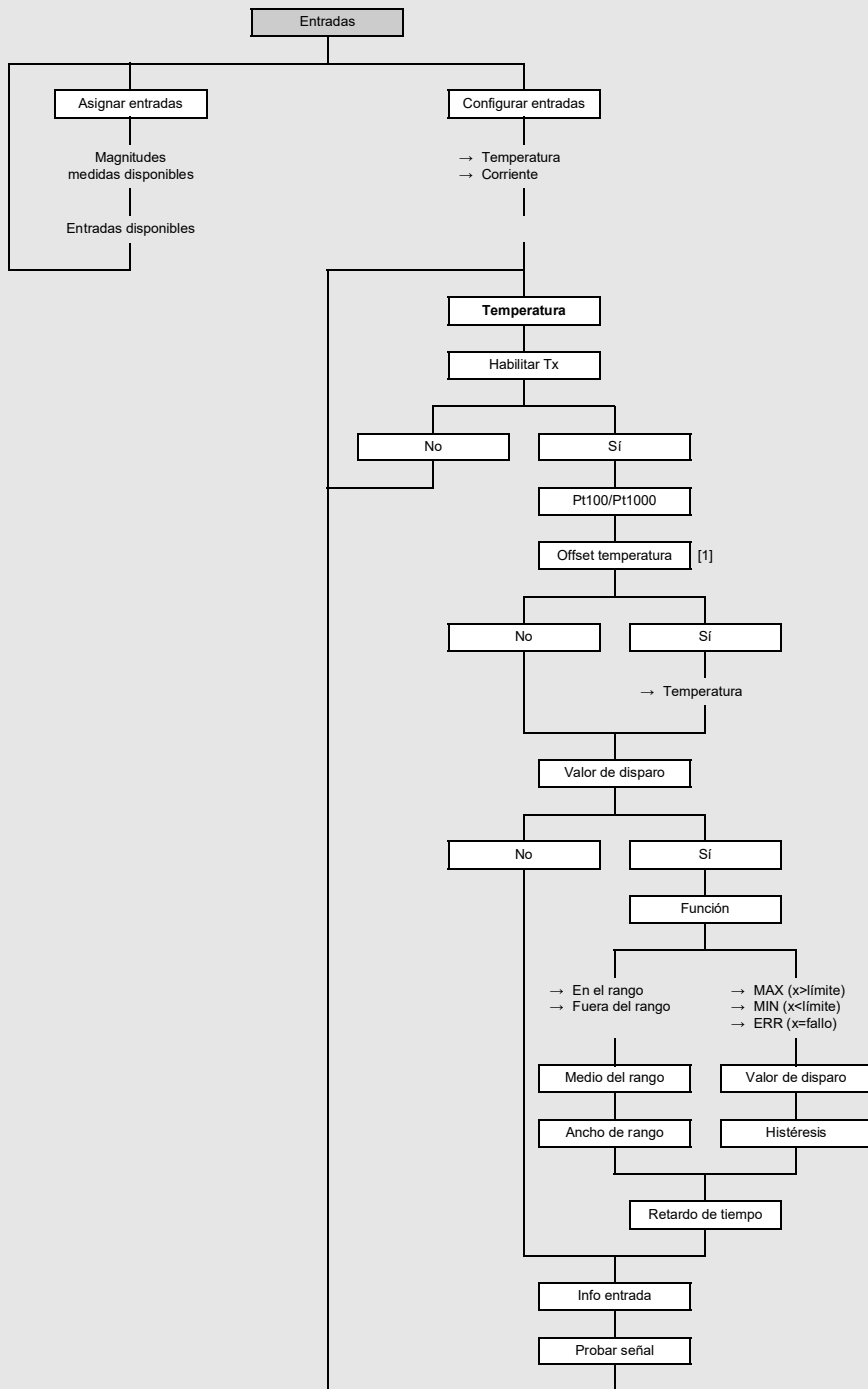 Entradas
Asignar entradas
Configurar entradas
Magnitudes
medidas disponibles
→ Temperatura
→ Corriente
Entradas disponibles
Temperatura
Habilitar Tx
No
Sí
Pt100/Pt1000
Offset temperatura [1]
No
Sí
→ Temperatura
Valor de disparo
No
Sí
Función
→ En el rango
→ Fuera del rango
→ MAX (x>límite)
→ MIN (x<límite)
→ ERR (x=fallo)
Medio del rango
Valor de disparo
Ancho de rango
Histéresis
Retardo de tiempo
Info entrada
Probar señal